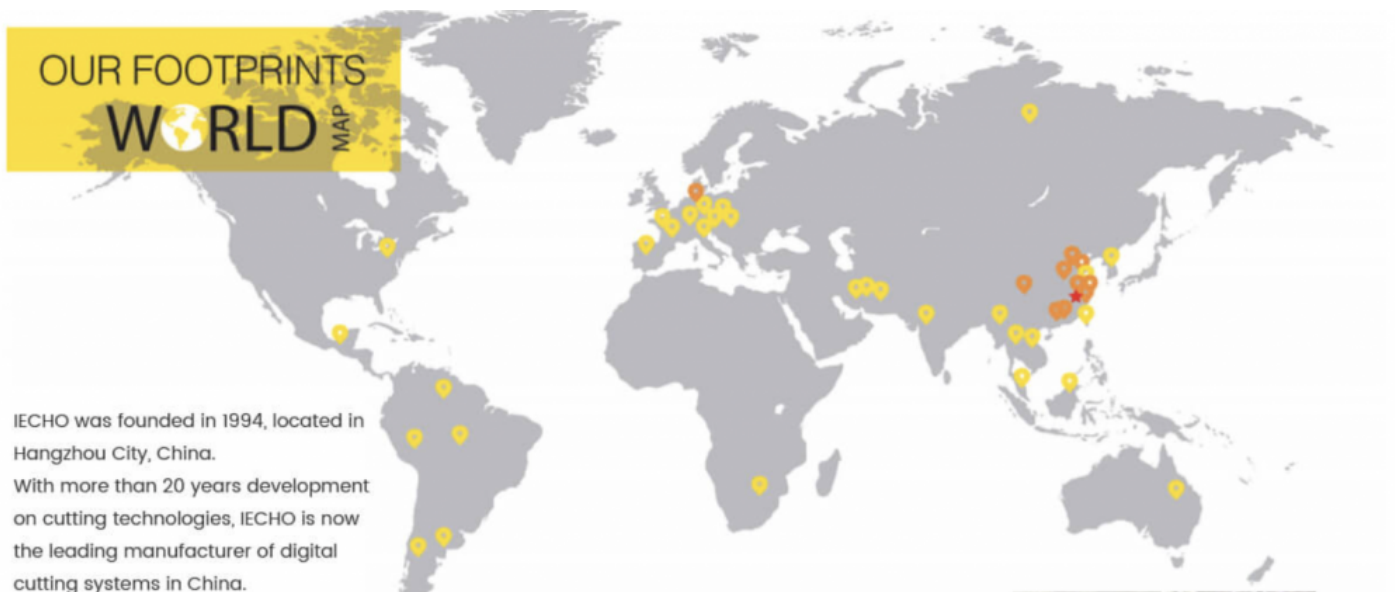 OUR FOOTPRINTS
WORLD MAP
IECHO was founded in 1994, located in
Hangzhou City, China.
With more than 20 years development
on cutting technologies, IECHO is now
the leading manufacturer of digital
cutting systems in China.